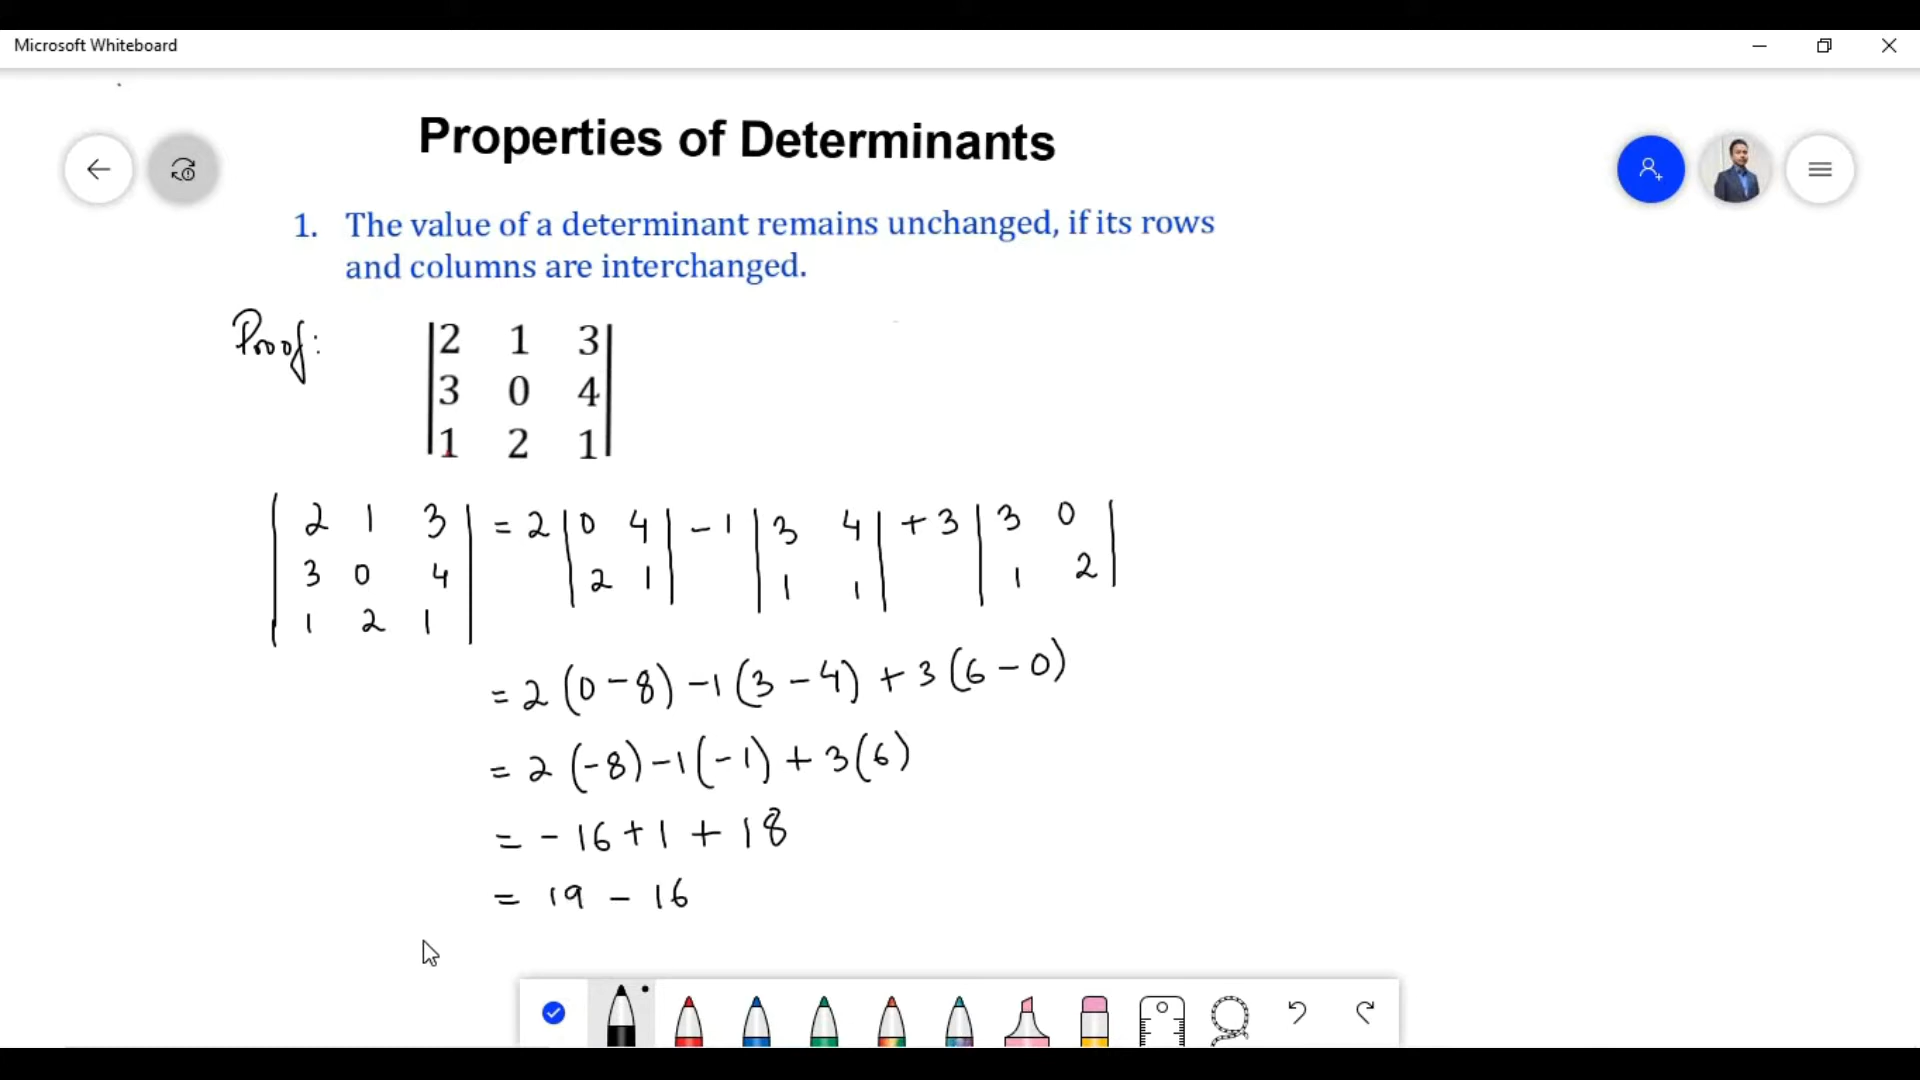 Microsoft Whiteboard
Properties of Determinants
1. The value of a determinant remains unchanged, if its rows
and columns are interchanged.
Proof:
|2 1 3|
|3 0 4|
|1 2 1|
| 2 1 3 | = 2 | 0 4 | - 1 | 3 4 | + 3 | 3 0 |
| 3 0 4 | | 2 1 | | 1 1 | | 1 2 |
| 1 2 1 |
= 2 (0 - 8) - 1 (3 - 4) + 3 (6 - 0)
= 2 (-8) - 1 (-1) + 3 (6)
= - 16 + 1 + 18
= 19 - 16